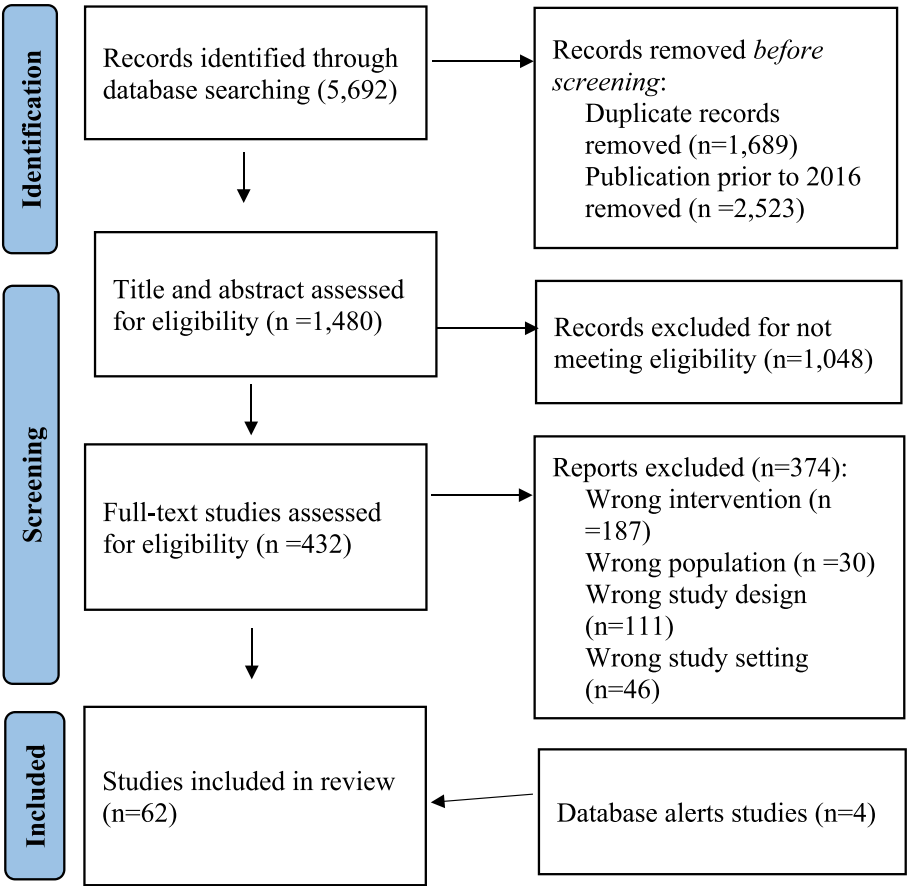 Identification
Records identified through
database searching (5,692)
Records removed before
screening:
Duplicate records
removed (n=1,689)
Publication prior to 2016
removed (n =2,523)
Screening
Title and abstract assessed
for eligibility (n =1,480)
Records excluded for not
meeting eligibility (n=1,048)
Full-text studies assessed
for eligibility (n =432)
Reports excluded (n=374):
Wrong intervention (n
=187)
Wrong population (n =30)
Wrong study design
(n=111)
Wrong study setting
(n=46)
Included
Studies included in review
(n=62)
Database alerts studies (n=4)